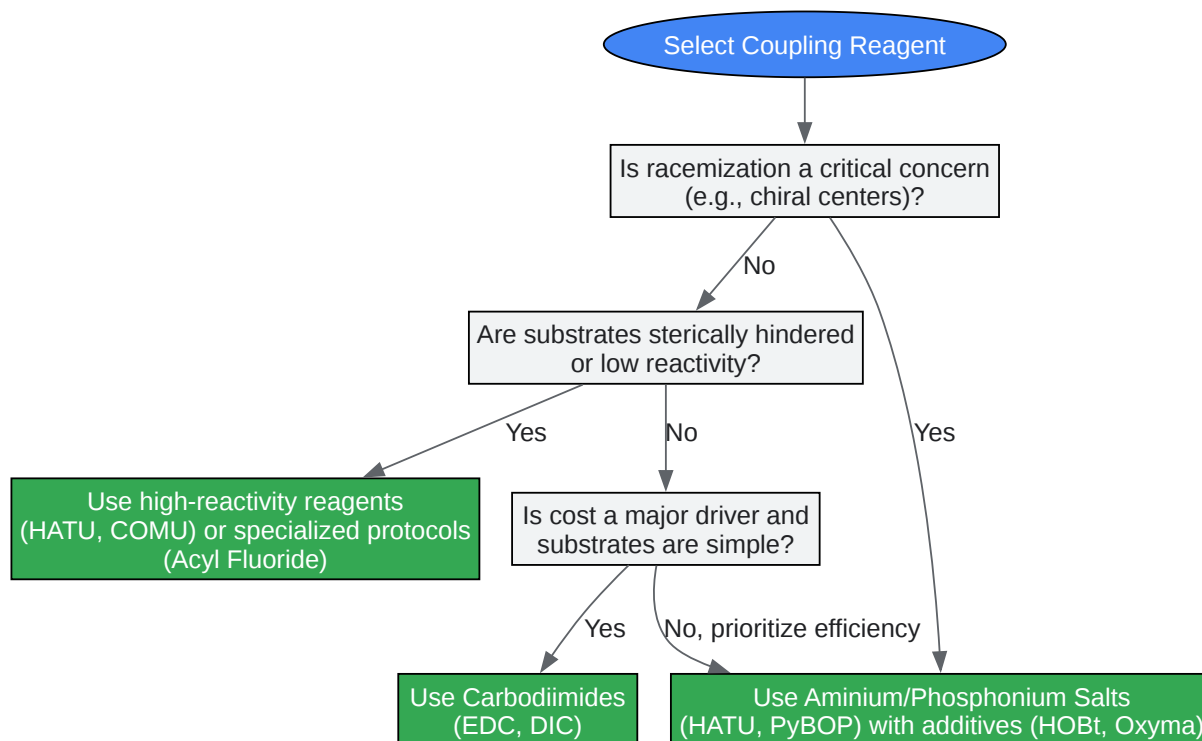 Select Coupling Reagent
Is racemization a critical concern
(e.g., chiral centers)?
No
Yes
Are substrates sterically hindered
or low reactivity?
Yes
No
Use high-reactivity reagents
(HATU, COMU) or specialized protocols
(Acyl Fluoride)
Is cost a major driver and
substrates are simple?
Yes
No, prioritize efficiency
Use Carbodiimides
(EDC, DIC)
Use Aminium/Phosphonium Salts
(HATU, PyBOP) with additives (HOBt, Oxyma)